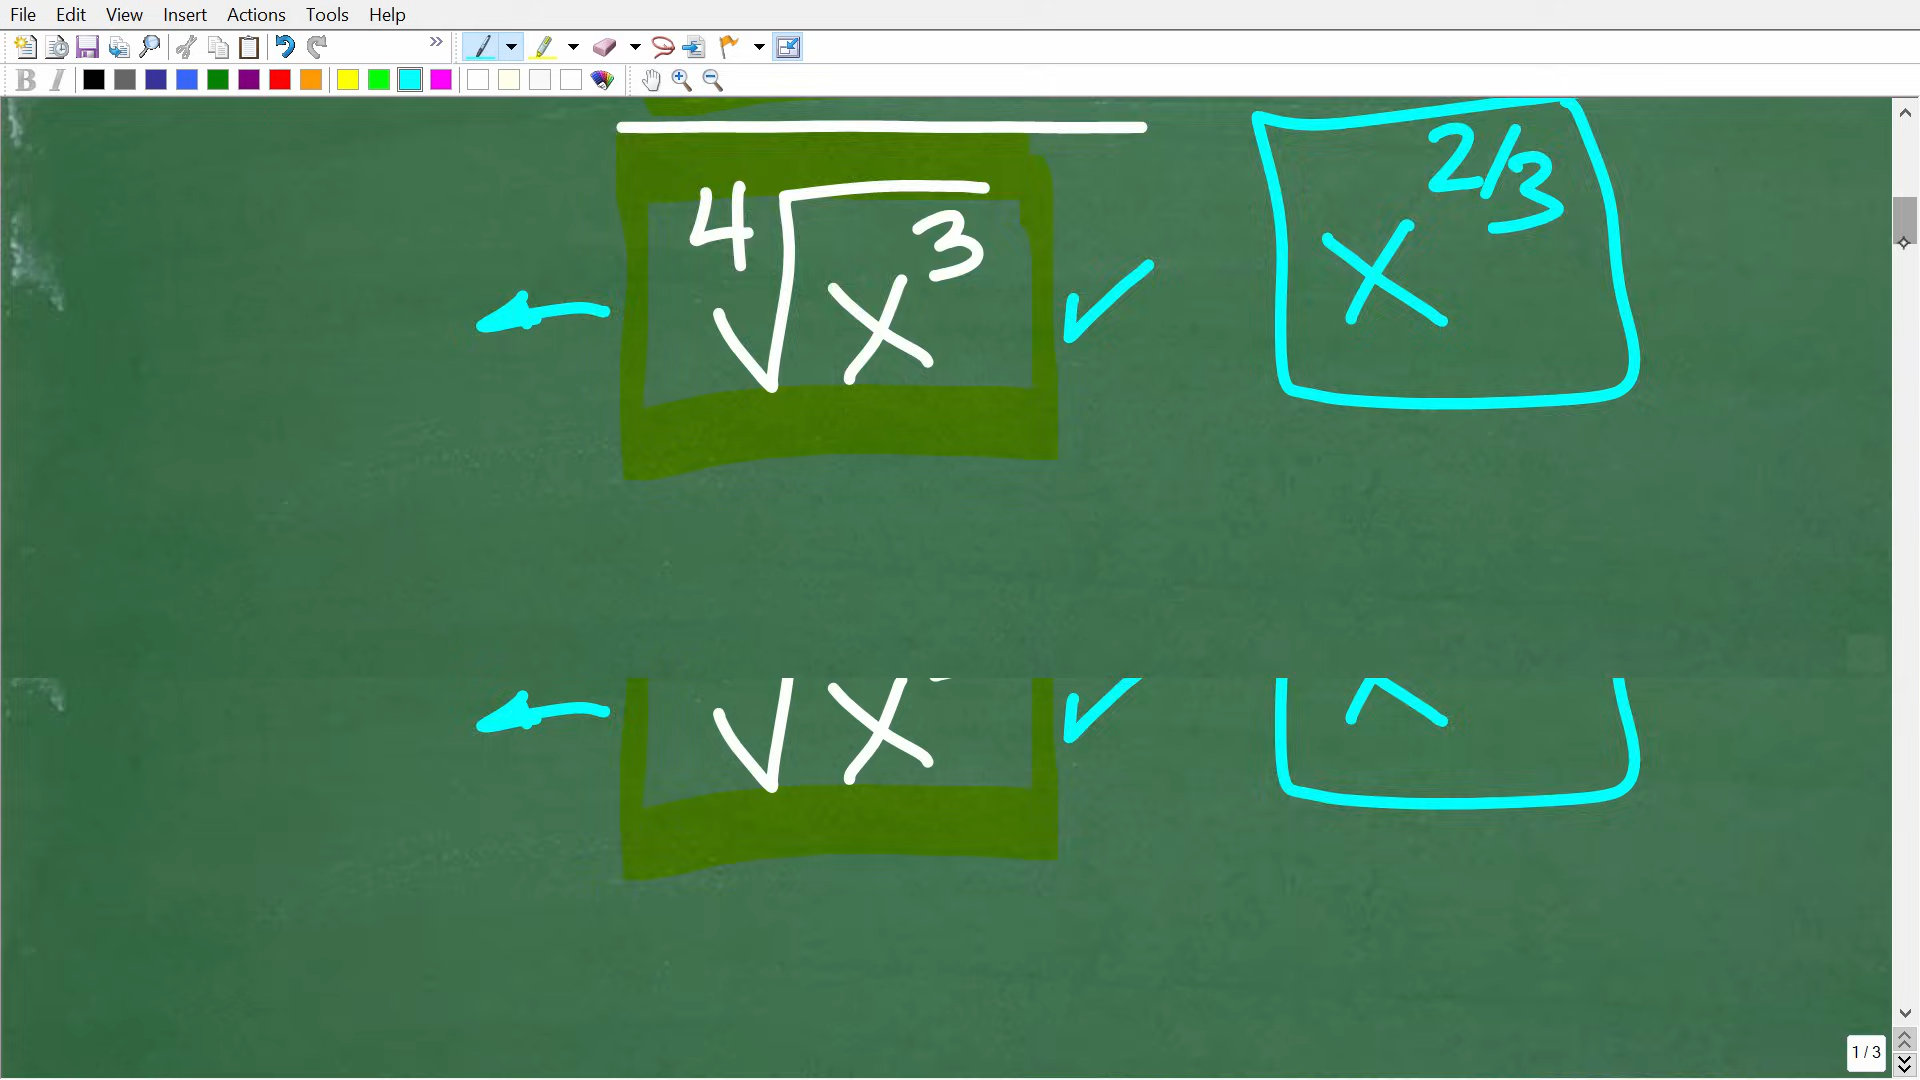 File Edit View Insert Actions Tools Help
B I
4√x³
x^2/3
√x
1 / 3